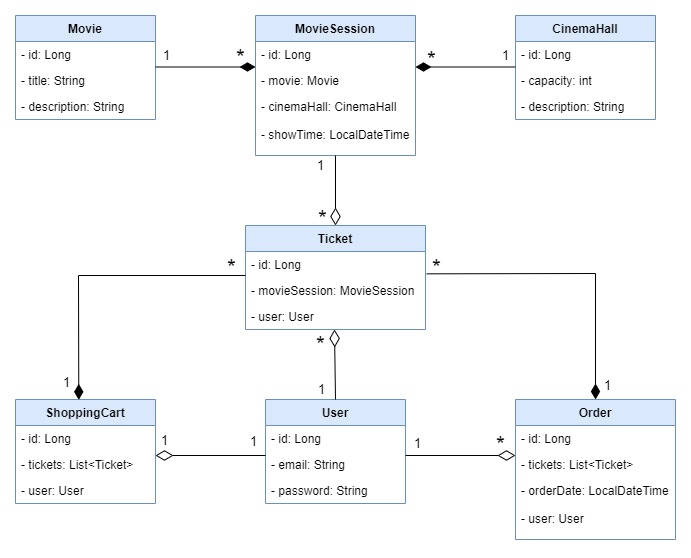 Movie
- id: Long
- title: String
- description: String
1
*
MovieSession
- id: Long
- movie: Movie
- cinemaHall: CinemaHall
- showTime: LocalDateTime
*
1
CinemaHall
- id: Long
- capacity: int
- description: String
1
*
Ticket
- id: Long
- movieSession: MovieSession
- user: User
*
*
*
1
1
1
ShoppingCart
- id: Long
- tickets: List<Ticket>
- user: User
1
1
User
- id: Long
- email: String
- password: String
1
*
Order
- id: Long
- tickets: List<Ticket>
- orderDate: LocalDateTime
- user: User